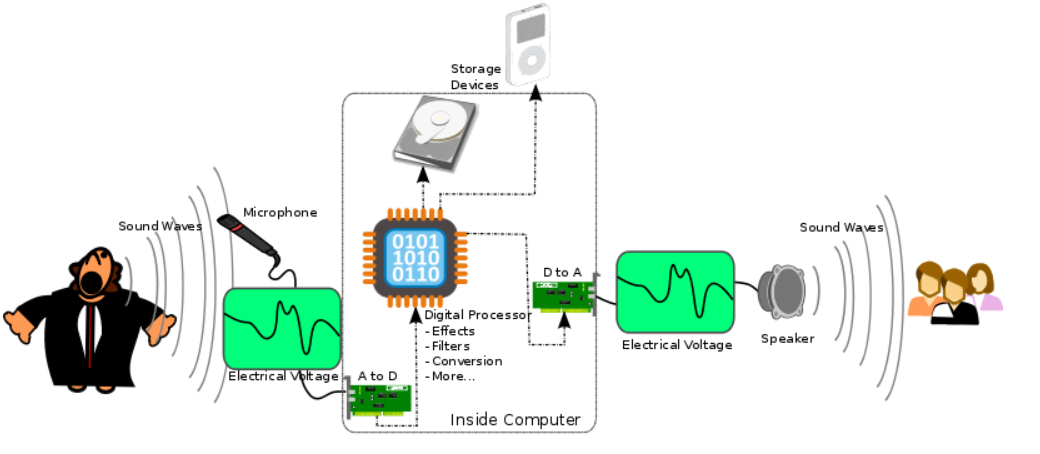 Storage
Devices
Microphone
Sound Waves
Sound Waves
0101
1010
0110
D to A
Digital Processor
- Effects
- Filters
- Conversion
- More...
Electrical Voltage
Speaker
Electrical Voltage
A to D
Inside Computer